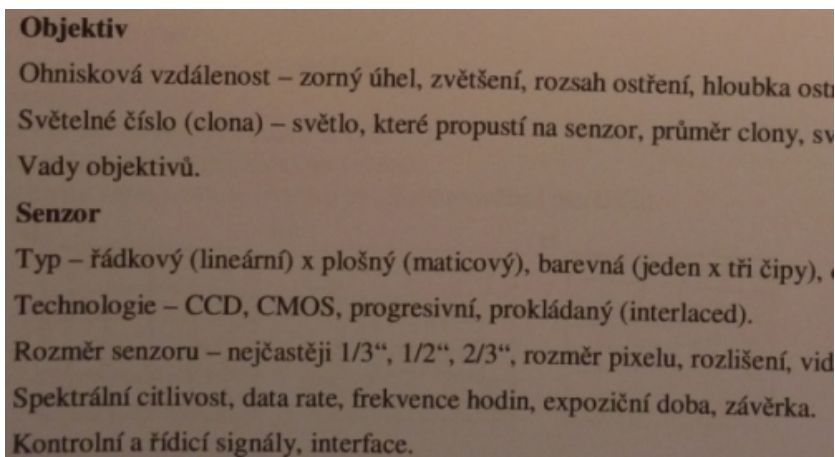 Objektiv
Ohnisková vzdálenost – zorný úhel, zvětšení, rozsah ostření, hloubka
Světelné číslo (clona) – světlo, které propustí na senzor, průměr clony,
Vady objektivů.
Senzor
Typ – řádkový (lineární) x plošný (maticový), barevná (jeden x tři čipy),
Technologie – CCD, CMOS, progresivní, prokládaný (interlaced).
Rozměr senzoru – nejčastěji 1/3“, 1/2“, 2/3“, rozměr pixelu, rozlišení,
Spektrální citlivost, data rate, frekvence hodin, expoziční doba, závěrka.
Kontrolní a řídicí signály, interface.